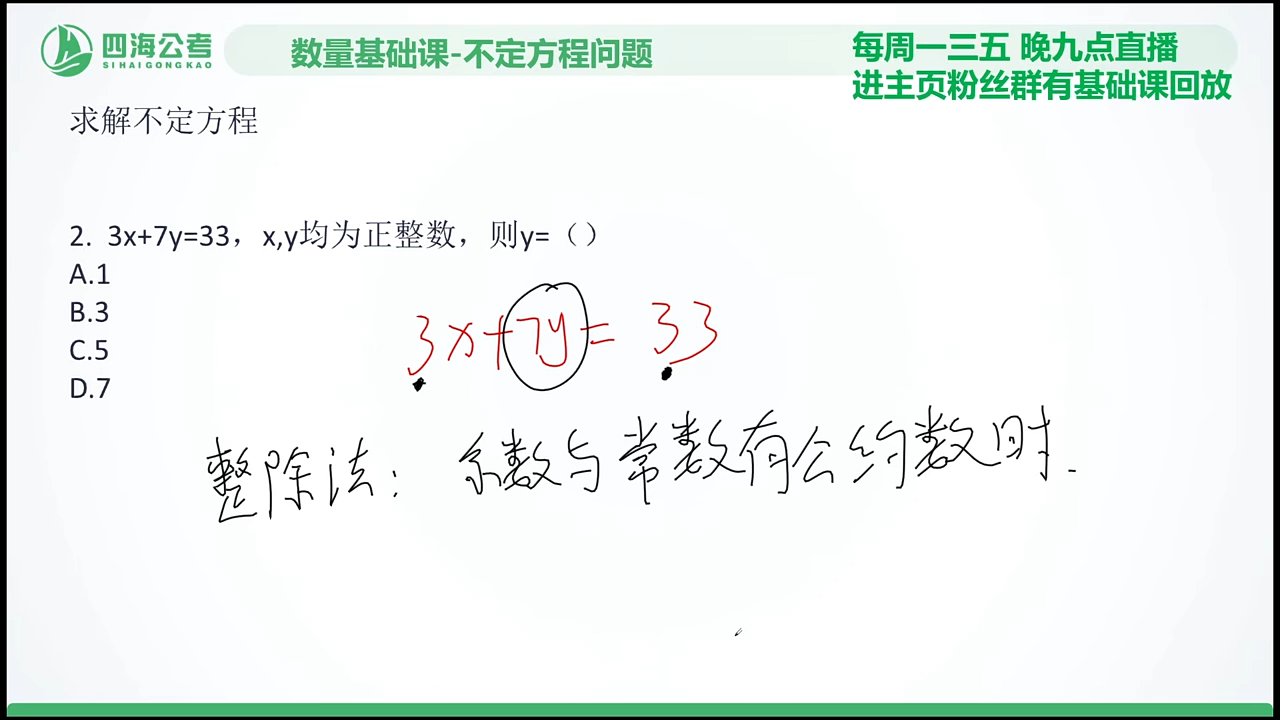 四海公考
SIHAIGONGKAO
数量基础课-不定方程问题
每周一三五 晚九点直播
进主页粉丝群有基础课回放
求解不定方程
2. 3x+7y=33，x,y均为正整数，则y=（）
A.1
B.3
C.5
D.7
3x+7y=33
整除法：系数与常数有公约数时.